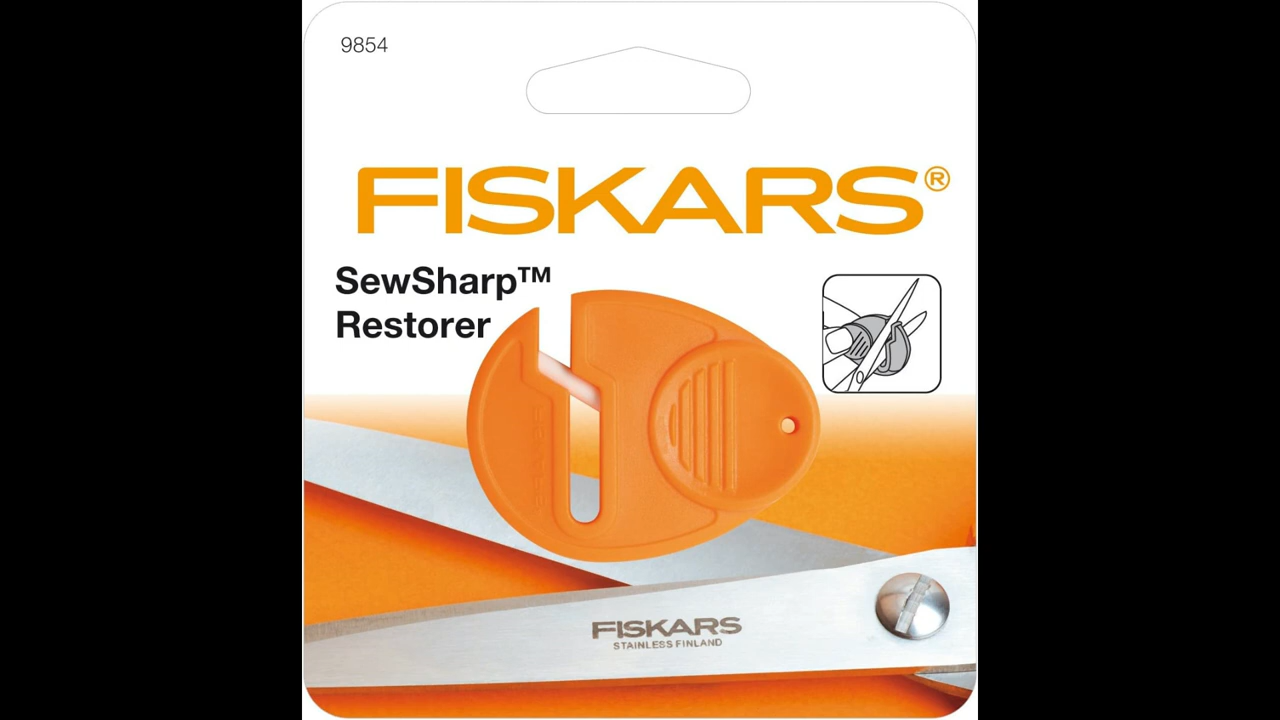 9854
FISKARS®
SewSharp™
Restorer
FISKARS
STAINLESS FINLAND